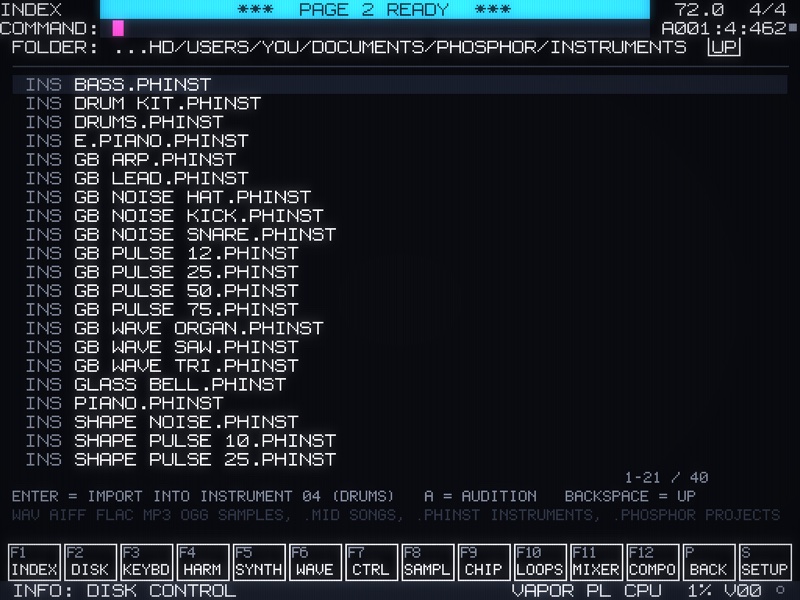 INDEX *** PAGE 2 READY *** 72.0 4/4
COMMAND: A001:4:462
FOLDER: ...HD/USERS/YOU/DOCUMENTS/PHOSPHOR/INSTRUMENTS UP
INS BASS.PHINST
INS DRUM KIT.PHINST
INS DRUMS.PHINST
INS E.PIANO.PHINST
INS GB ARP.PHINST
INS GB LEAD.PHINST
INS GB NOISE HAT.PHINST
INS GB NOISE KICK.PHINST
INS GB NOISE SNARE.PHINST
INS GB PULSE 12.PHINST
INS GB PULSE 25.PHINST
INS GB PULSE 50.PHINST
INS GB PULSE 75.PHINST
INS GB WAVE ORGAN.PHINST
INS GB WAVE SAW.PHINST
INS GB WAVE TRI.PHINST
INS GLASS BELL.PHINST
INS PIANO.PHINST
INS SHAPE NOISE.PHINST
INS SHAPE PULSE 10.PHINST
INS SHAPE PULSE 25.PHINST
1-21 / 40
ENTER = IMPORT INTO INSTRUMENT 04 (DRUMS) A = AUDITION BACKSPACE = UP
WAV AIFF FLAC MP3 OGG SAMPLES, .MID SONGS, .PHINST INSTRUMENTS, .PHOSPHOR PROJECTS
F1 F2 F3 F4 F5 F6 F7 F8 F9 F10 F11 F12 P S
INDEX DISK KEYBD HARM SYNTH WAVE CTRL SAMPL CHIP LOOPS MIXER COMPO BACK SETUP
INFO: DISK CONTROL VAPOR PL CPU 1% V00